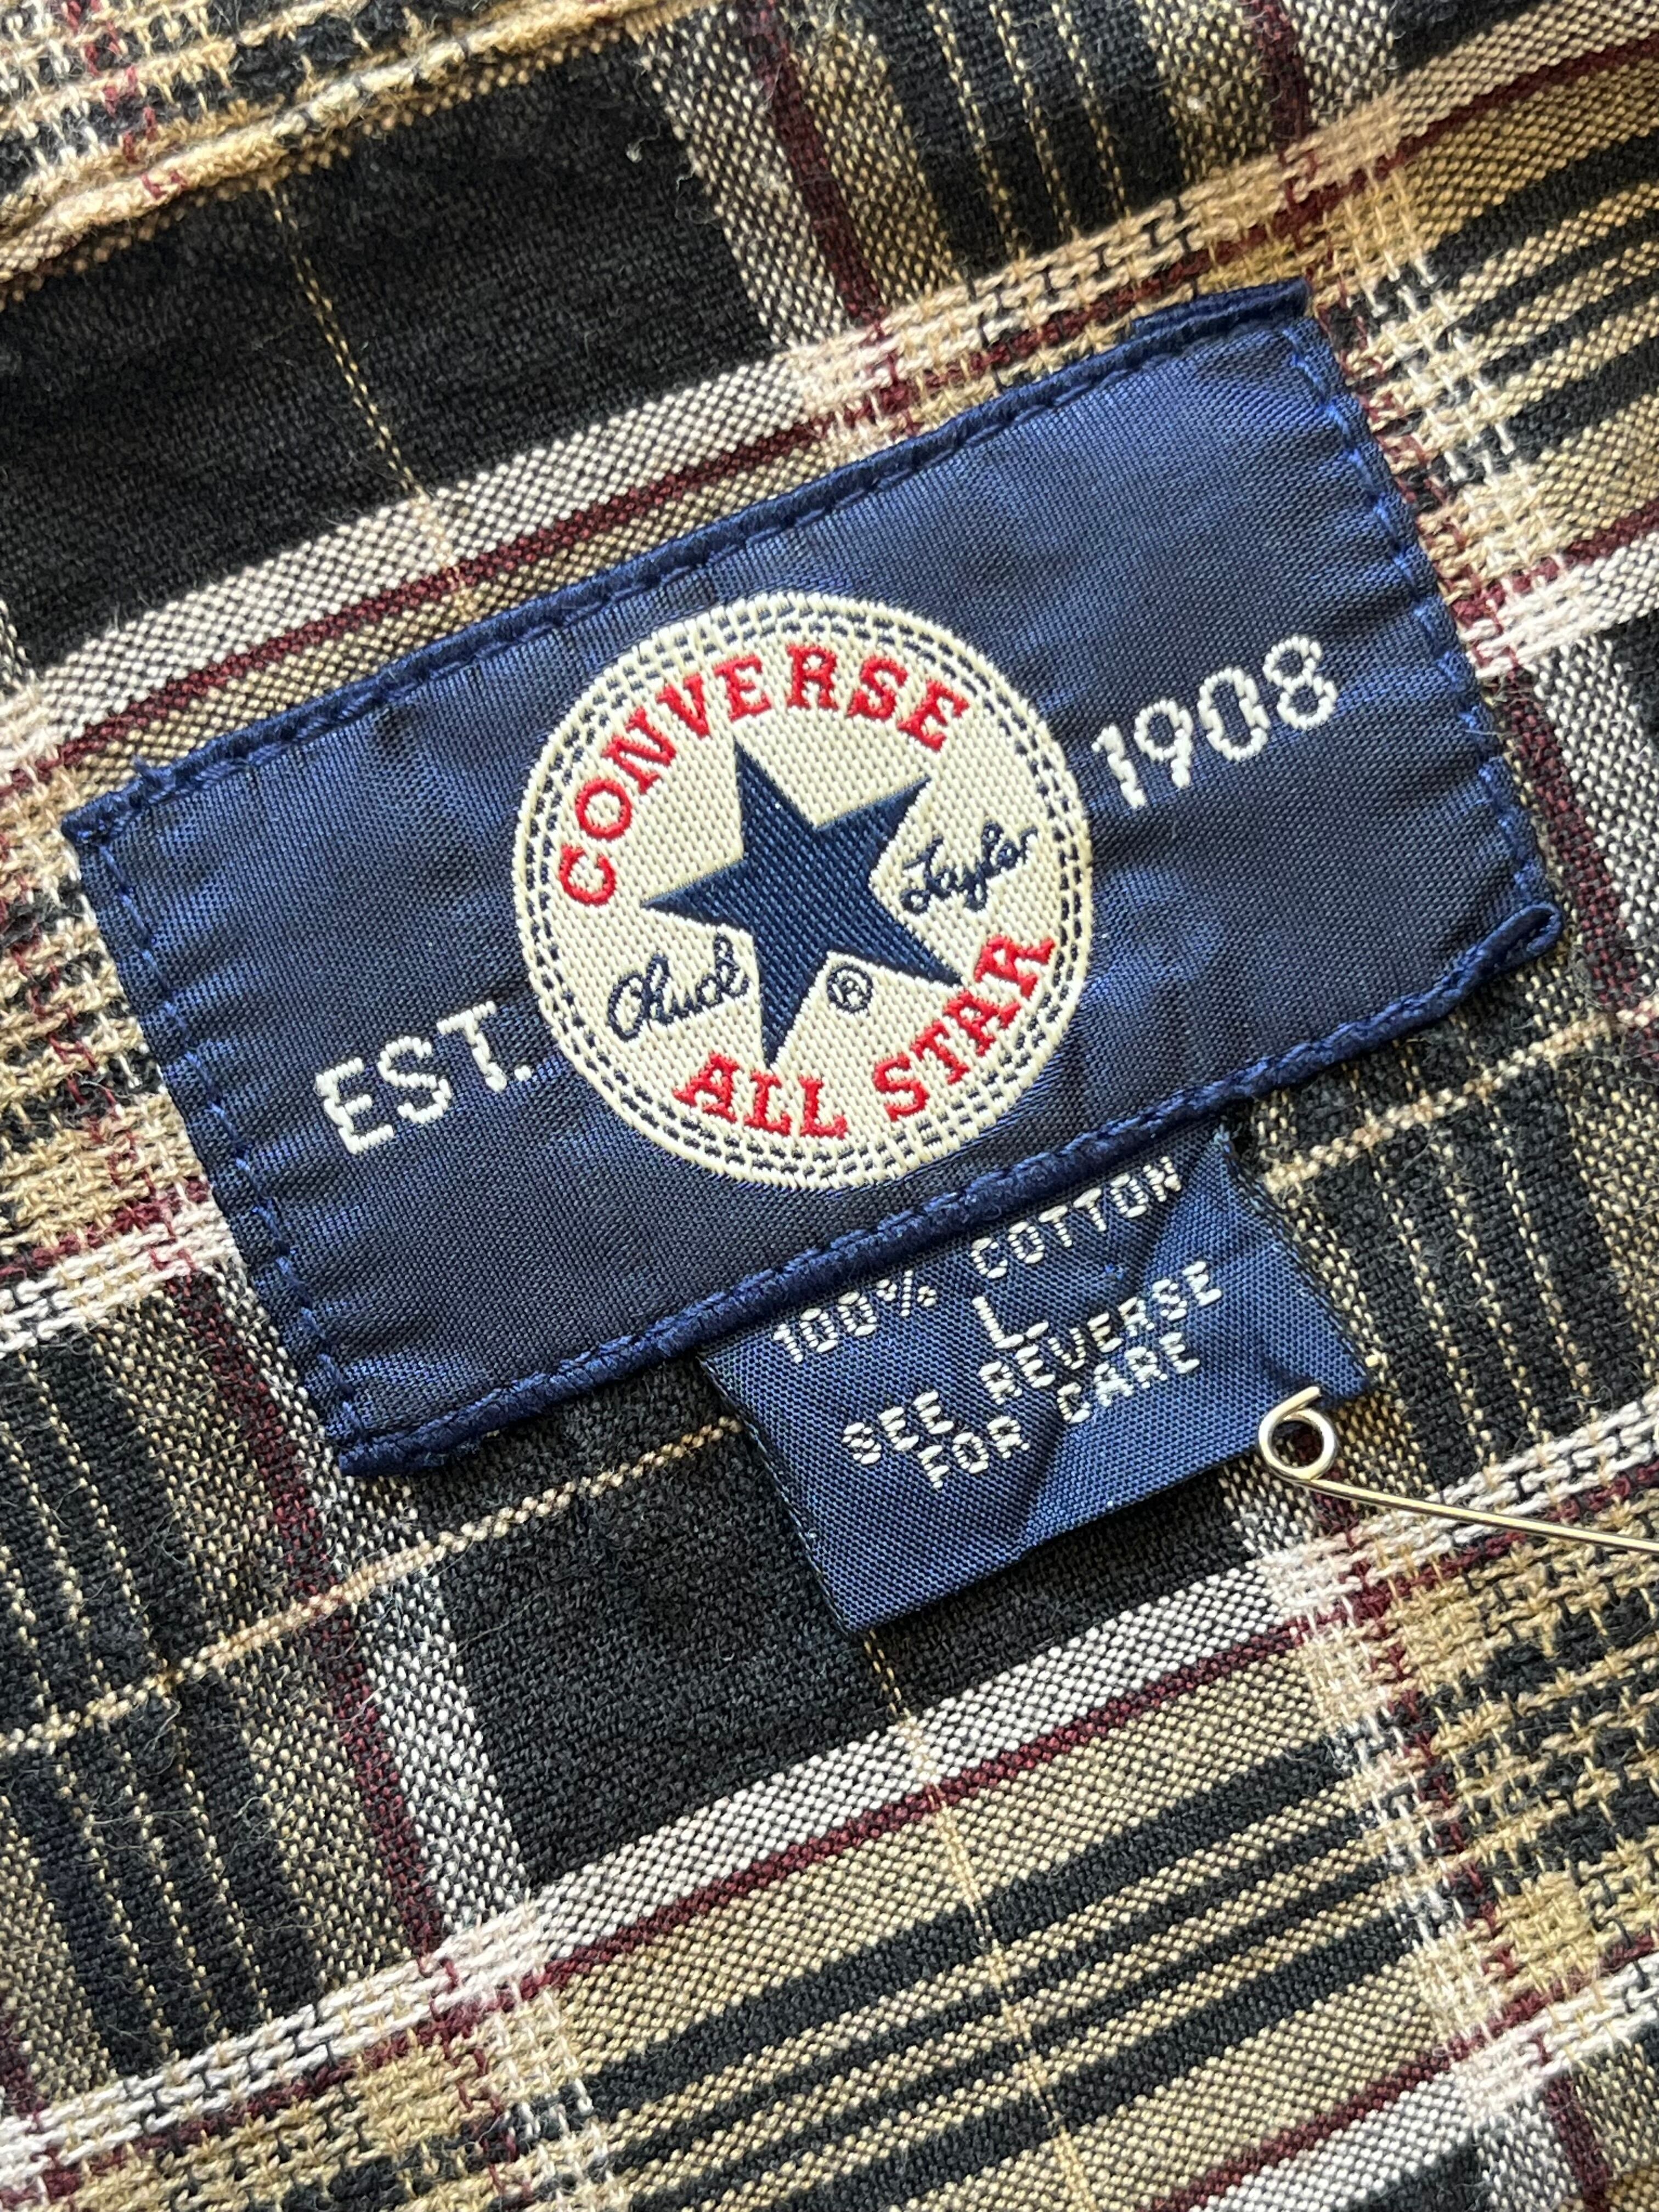 CONVERSE
EST.
Chuck
Taylor
1908
®
ALL STAR
100% COTTON
L.
SEE REVERSE
FOR CARE